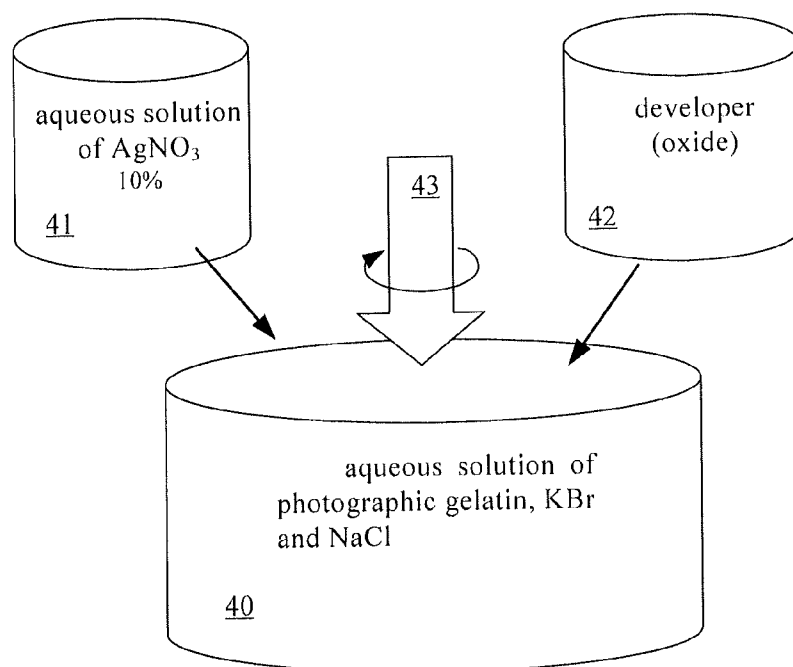 aqueous solution
of AgNO₃
10%
41
43
developer
(oxide)
42
aqueous solution of
photographic gelatin, KBr
and NaCl
40